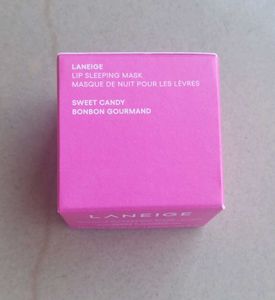 LANEIGE
LIP SLEEPING MASK
MASQUE DE NUIT POUR LES LÈVRES
SWEET CANDY
BONBON GOURMAND
LANEIGE